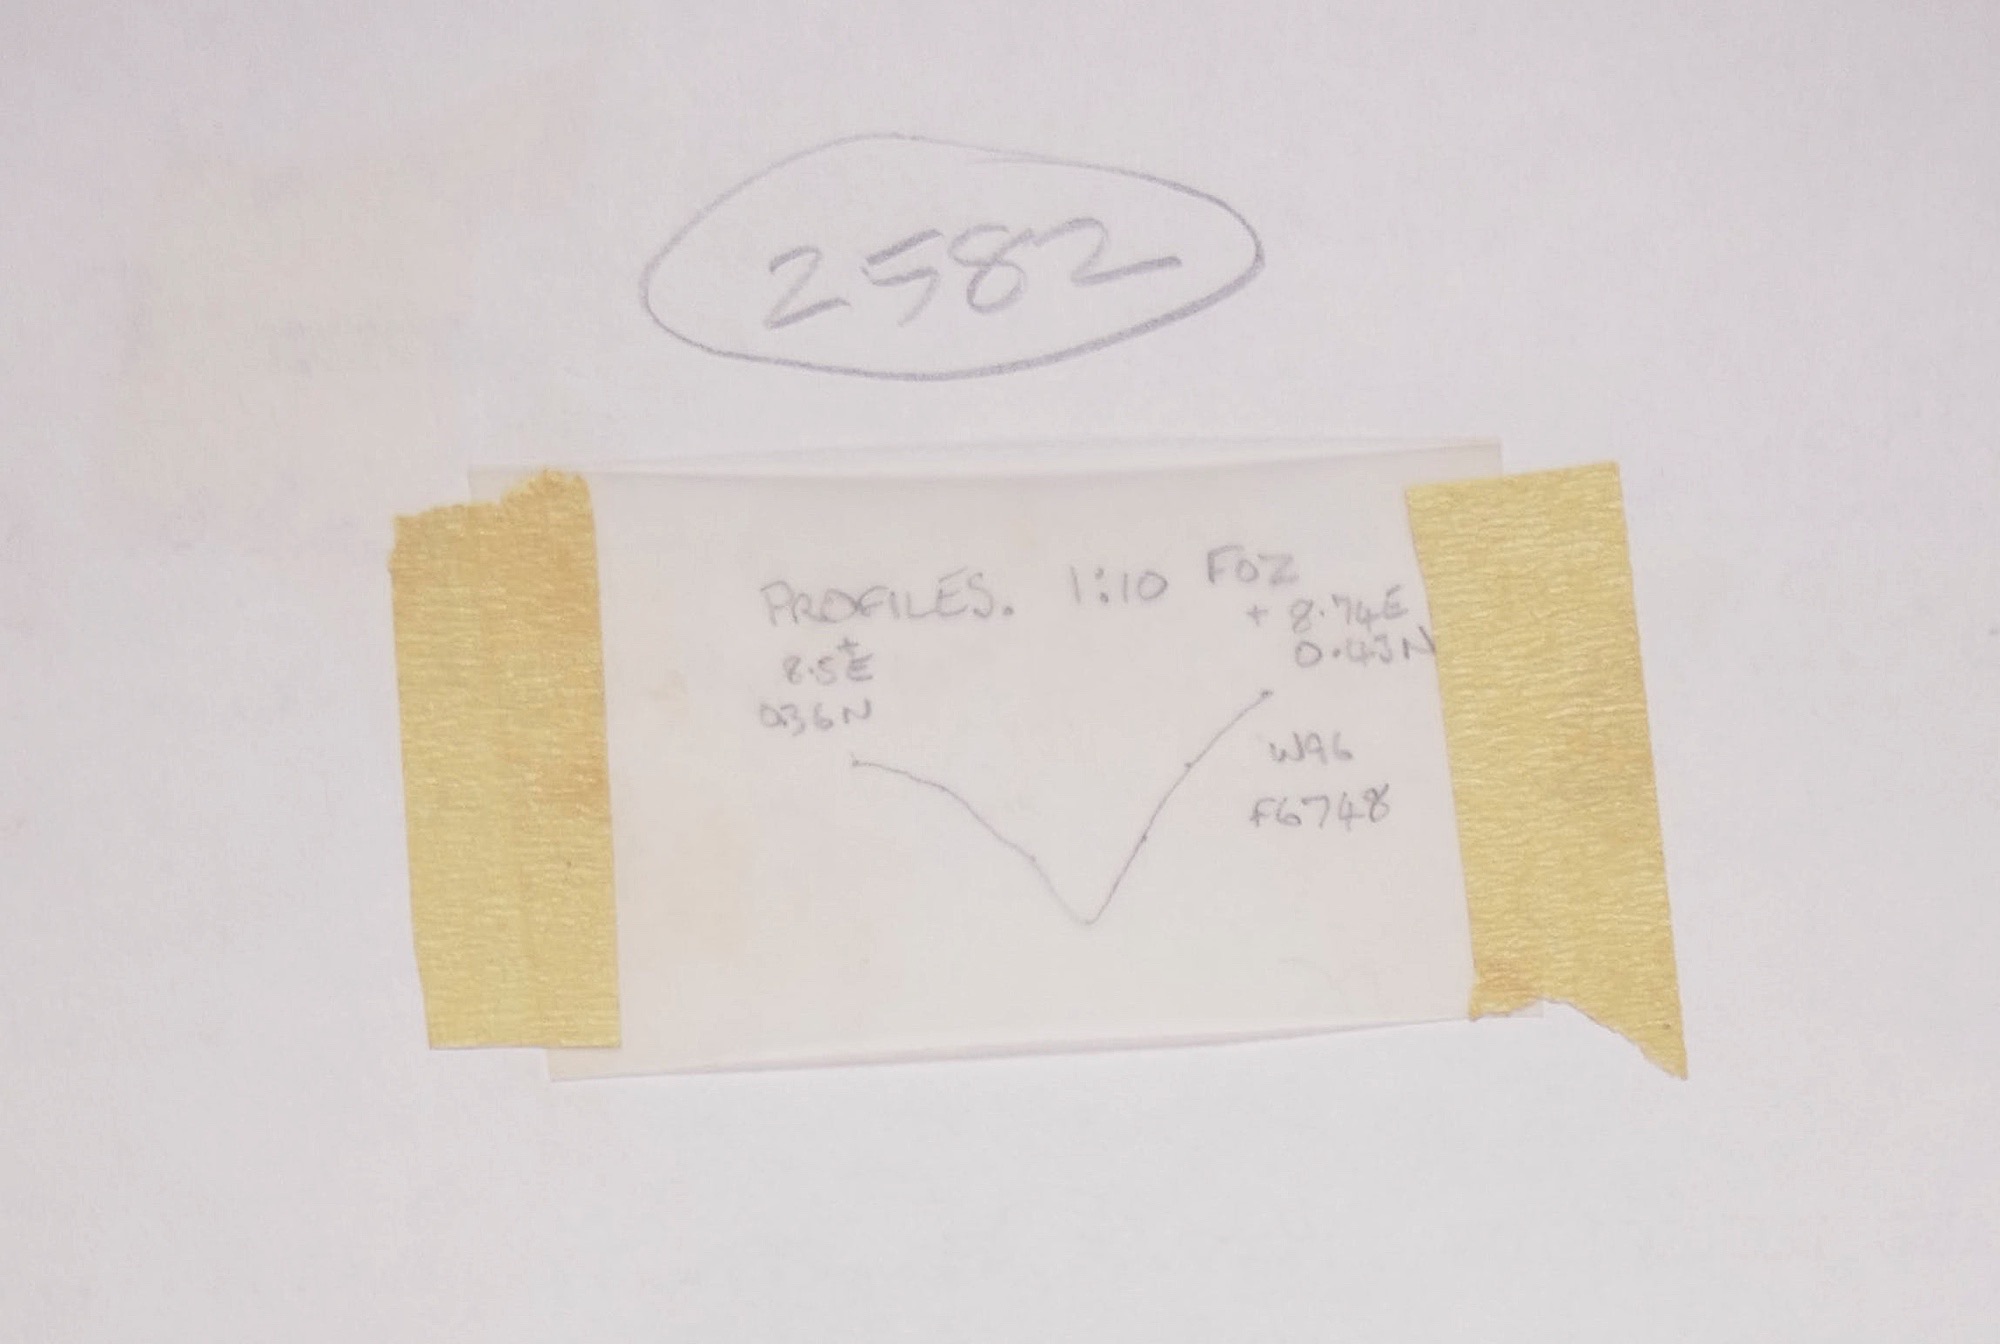 2582
PROFILES. 1:10 FOZ
+ 8.74E
0.43N
+
8.5E
0.36N
W96
F6748